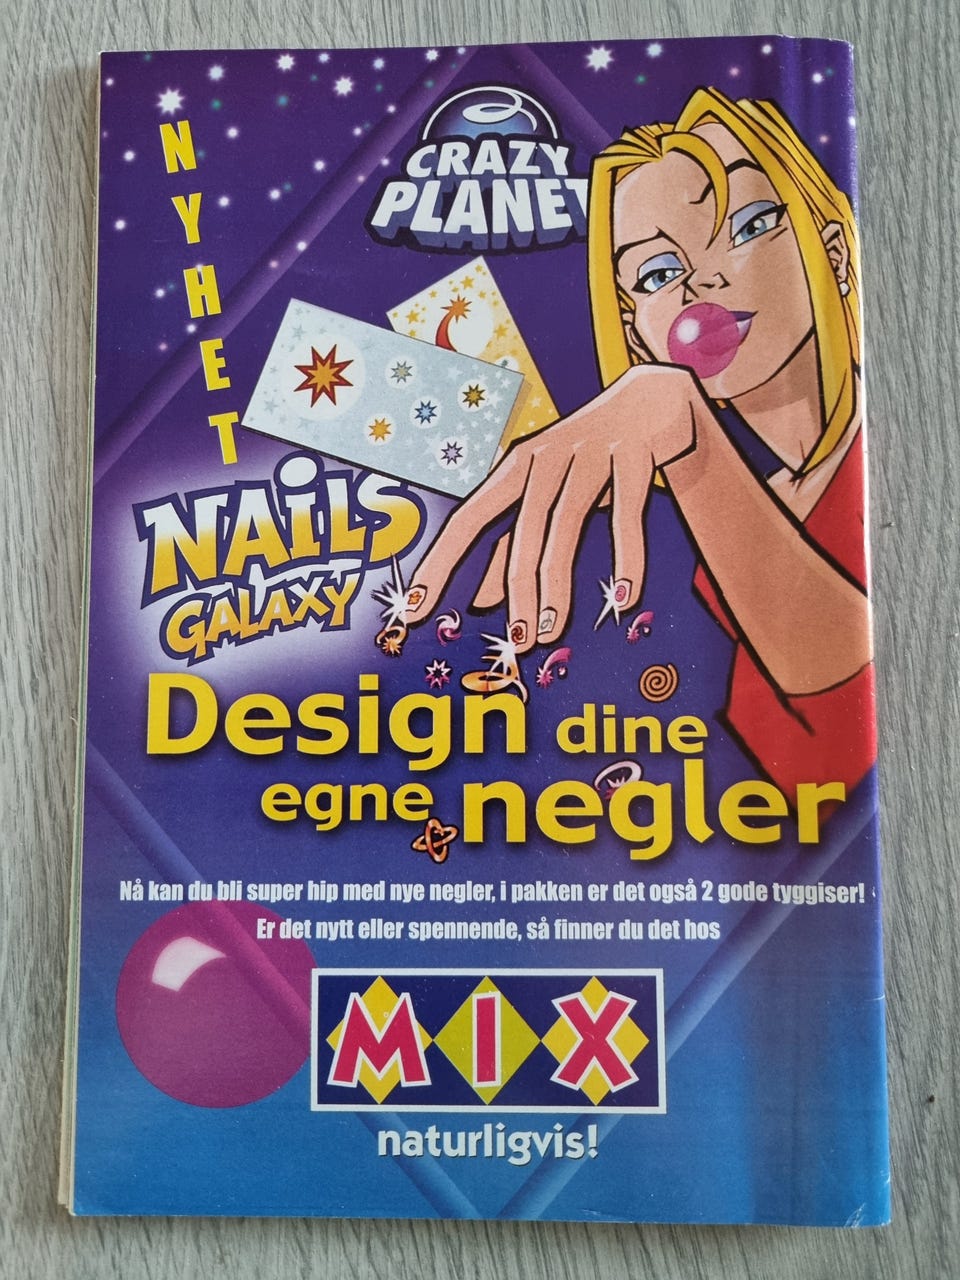 NYHET
CRAZY
PLANET
NAiLS
GALAXY
Design dine
egne negler
Nå kan du bli super hip med nye negler, i pakken er det også 2 gode tyggiser!
Er det nytt eller spennende, så finner du det hos
MIX
naturligvis!